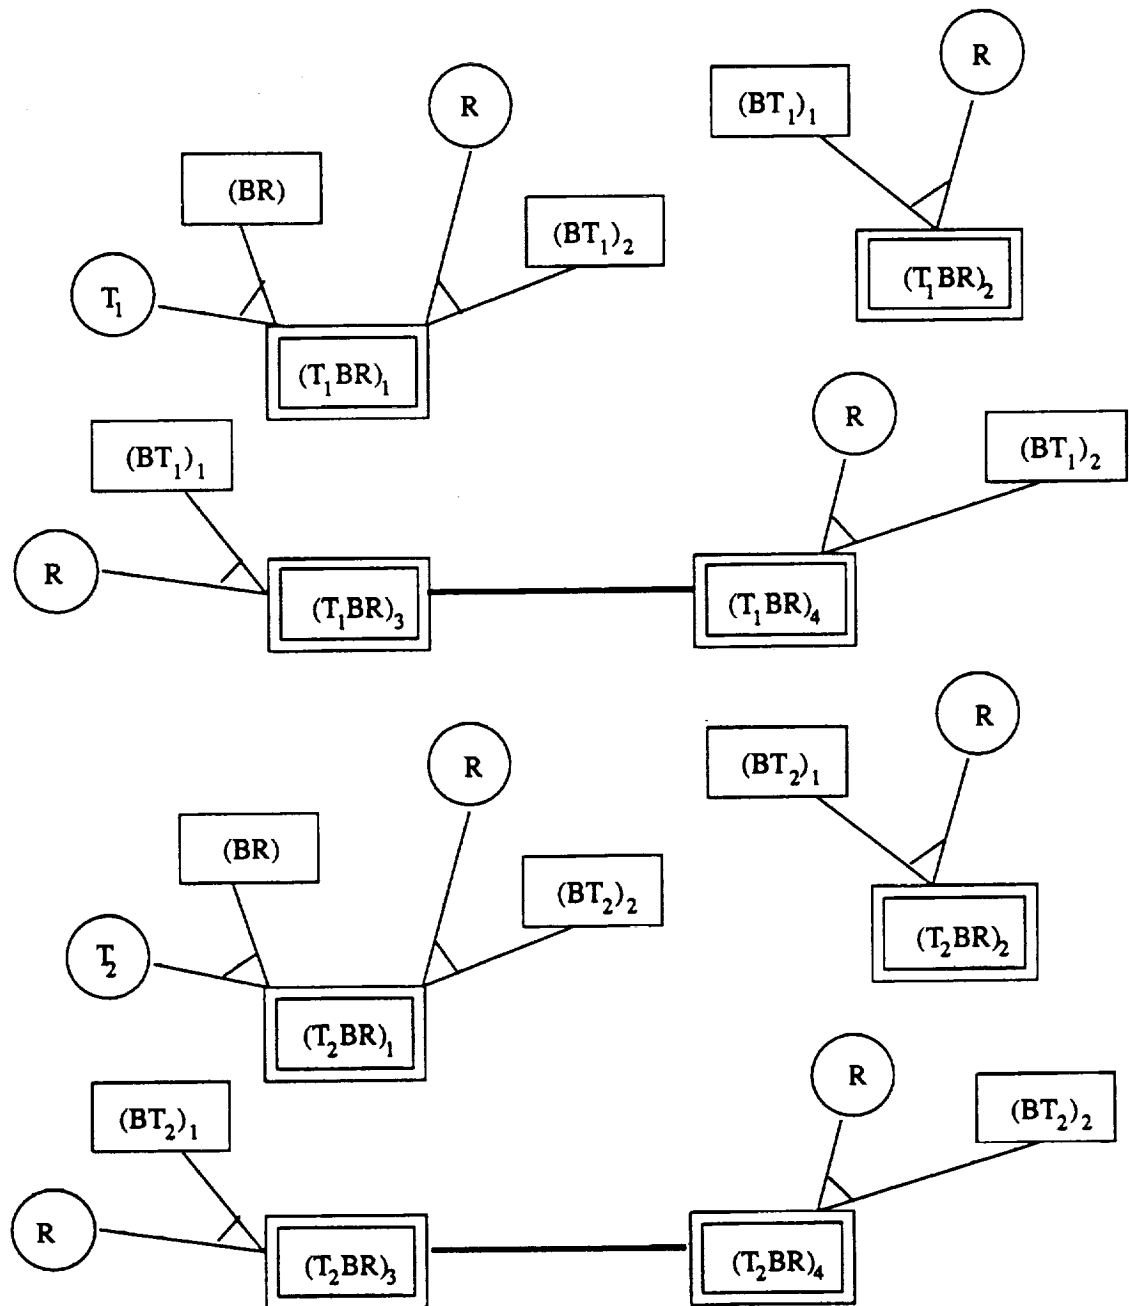 R
R
(BT₁)₁
(BR)
(BT₁)₂
T₁
(T₁BR)₂
(T₁BR)₁
R
(BT₁)₁
(BT₁)₂
R
(T₁BR)₃
(T₁BR)₄
R
R
(BT₂)₁
(BR)
(BT₂)₂
T₂
(T₂BR)₂
(T₂BR)₁
R
(BT₂)₁
(BT₂)₂
R
(T₂BR)₃
(T₂BR)₄